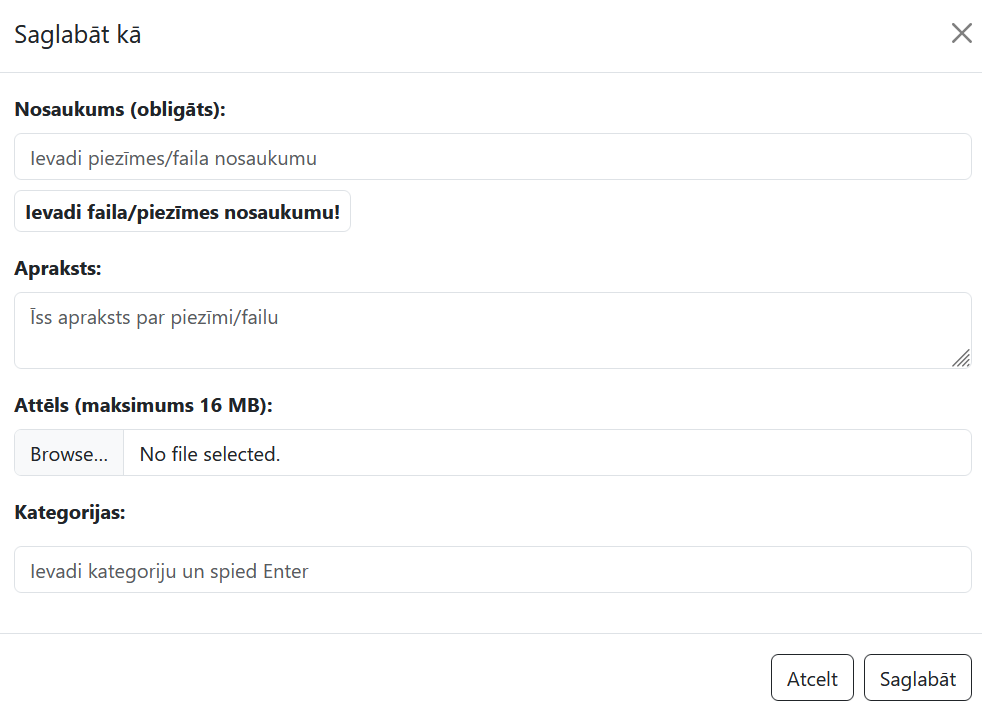 Saglabāt kā
Nosaukums (obligāts):
Ievadi piezīmes/faila nosaukumu
Ievadi faila/piezīmes nosaukumu!
Apraksts:
Īss apraksts par piezīmi/failu
Attēls (maksimums 16 MB):
Browse... No file selected.
Kategorijas:
Ievadi kategoriju un spied Enter
Atcelt Saglabāt